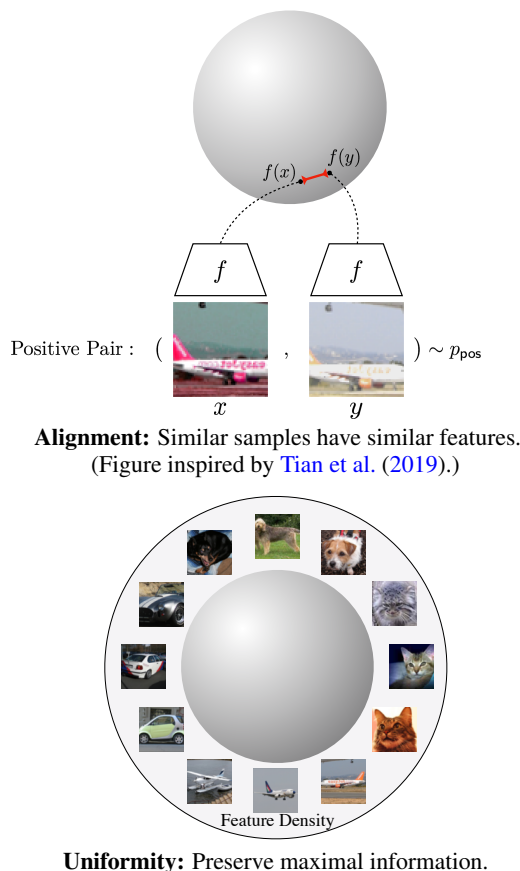 f(x) f(y)
f f
Positive Pair : ( , ) ∼ p_pos
x y
Alignment: Similar samples have similar features.
(Figure inspired by Tian et al. (2019).)
Feature Density
Uniformity: Preserve maximal information.